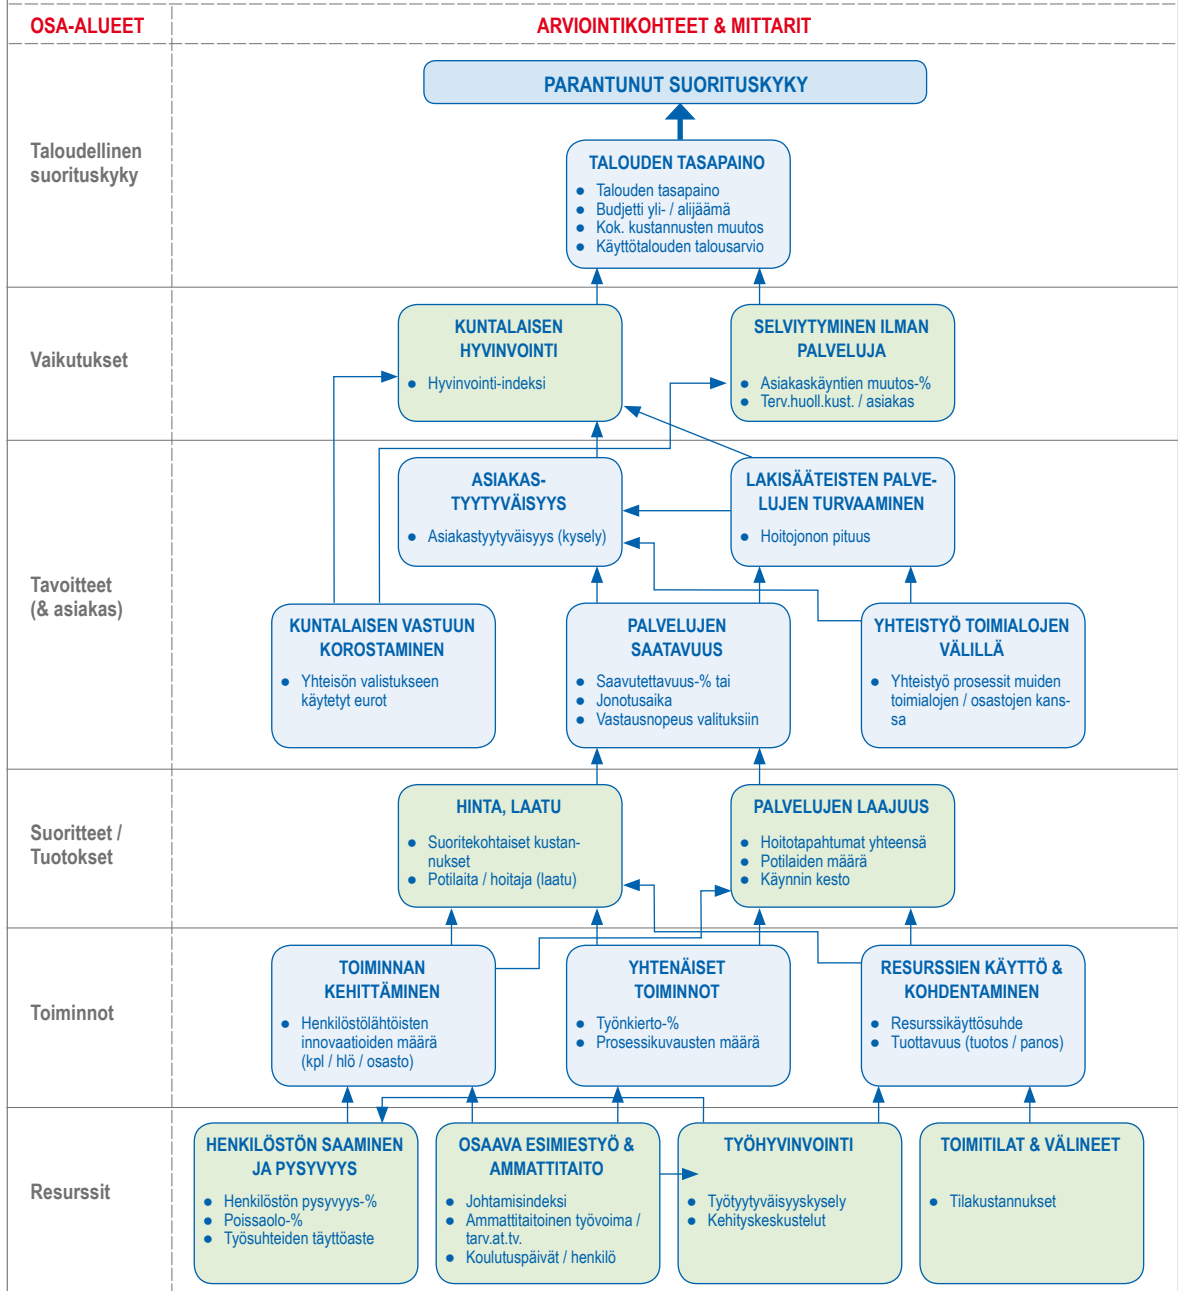 OSA-ALUEET
ARVIOINTIKOHTEET & MITTARIT
PARANTUNUT SUORITUSKYKY
Taloudellinen
suorituskyky
TALOUDEN TASAPAINO
● Talouden tasapaino
● Budjetti yli- / alijäämä
● Kok. kustannusten muutos
● Käyttötalouden talousarvio
Vaikutukset
KUNTALAISEN
HYVINVOINTI
● Hyvinvointi-indeksi
SELVIYTYMINEN ILMAN
PALVELUJA
● Asiakaskäyntien muutos-%
● Terv.huoll.kust. / asiakas
Tavoitteet
(& asiakas)
ASIAKAS-
TYYTYVÄISYYS
● Asiakastyytyväisyys (kysely)
LAKISÄÄTEISTEN PALVE-
LUJEN TURVAAMINEN
● Hoitojonon pituus
KUNTALAISEN VASTUUN
KOROSTAMINEN
● Yhteisön valistukseen
käytetyt eurot
PALVELUJEN
SAATAVUUS
● Saavutettavuus-% tai
● Jonotusaika
● Vastausnopeus valituksiin
YHTEISTYÖ TOIMIALOJEN
VÄLILLÄ
● Yhteistyö prosessit muiden
toimialojen / osastojen kans-
sa
Suoritteet /
Tuotokset
HINTA, LAATU
● Suoritekohtaiset kustan-
nukset
● Potilaita / hoitaja (laatu)
PALVELUJEN LAAJUUS
● Hoitotapahtumat yhteensä
● Potilaiden määrä
● Käynnin kesto
Toiminnot
TOIMINNAN
KEHITTÄMINEN
● Henkilöstölähtöisten
innovaatioiden määrä
(kpl / hlö / osasto)
YHTENÄISET
TOIMINNOT
● Työnkierto-%
● Prosessikuvausten määrä
RESURSSIEN KÄYTTÖ &
KOHDENTAMINEN
● Resurssikäyttösuhde
● Tuottavuus (tuotos / panos)
Resurssit
HENKILÖSTÖN SAAMINEN
JA PYSYVYYS
● Henkilöstön pysyvyys-%
● Poissaolo-%
● Työsuhteiden täyttöaste
OSAAVA ESIMIESTYÖ &
AMMATTITAITO
● Johtamisindeksi
● Ammattitaitoinen työvoima /
tarv.at.tv.
● Koulutuspäivät / henkilö
TYÖHYVINVOINTI
● Työtyytyväisyyskysely
● Kehityskeskustelut
TOIMITILAT & VÄLINEET
● Tilakustannukset